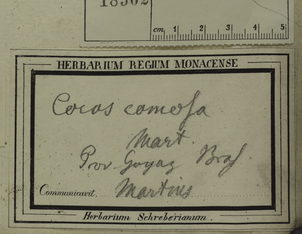 18502
cm. 1 2 3 4 5
HERBARIUM REGIUM MONACENSE
Cocos comosa
Mart.
Prov. Goyaz Bras
Communicavit. Martius
Herbarium Schreberianum.